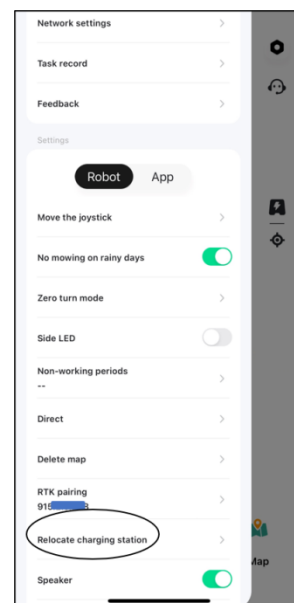 Network settings
Task record
Feedback
Settings
Robot App
Move the joystick
No mowing on rainy days
Zero turn mode
Side LED
Non-working periods
--
Direct
Delete map
RTK pairing
Relocate charging station
Map
Speaker